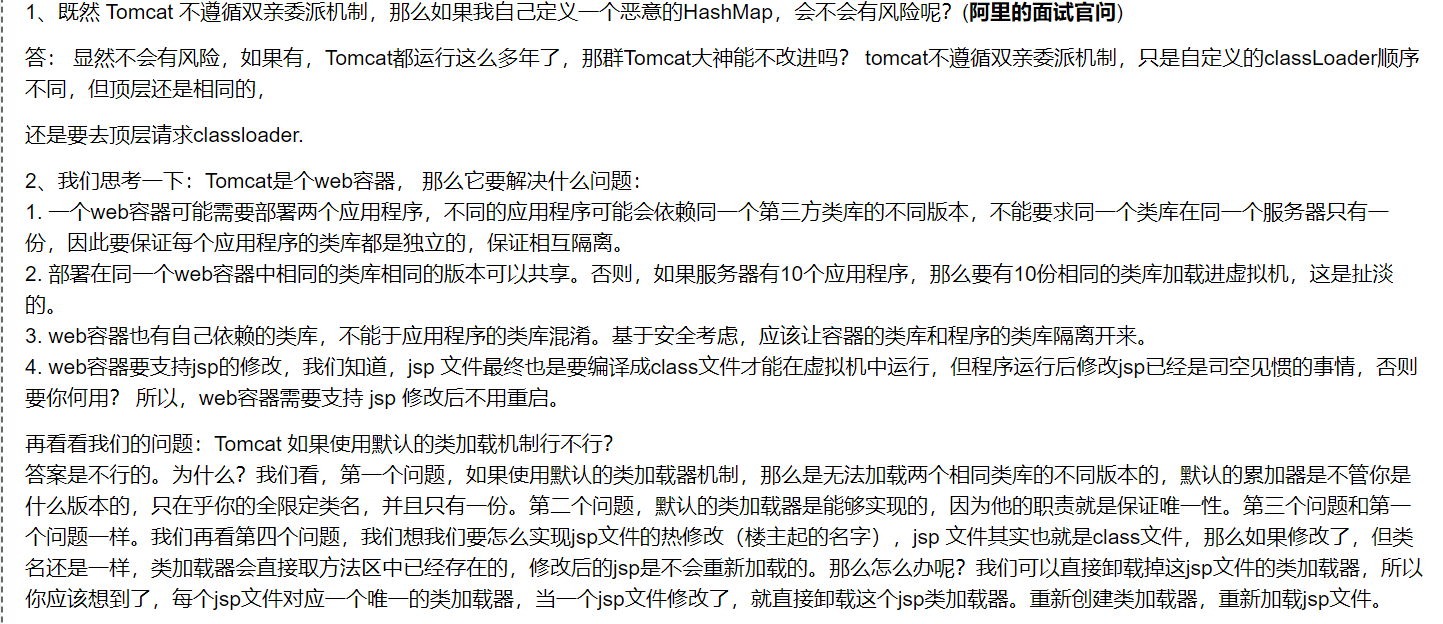 1、既然 Tomcat 不遵循双亲委派机制，那么如果我自己定义一个恶意的HashMap，会不会有风险呢？(阿里的面试官问)
答： 显然不会有风险，如果有，Tomcat都运行这么多年了，那群Tomcat大神能不改进吗？ tomcat不遵循双亲委派机制，只是自定义的classLoader顺序
不同，但顶层还是相同的，
还是要去顶层请求classloader.
2、我们思考一下：Tomcat是个web容器， 那么它要解决什么问题：
1. 一个web容器可能需要部署两个应用程序，不同的应用程序可能会依赖同一个第三方类库的不同版本，不能要求同一个类库在同一个服务器只有一
份，因此要保证每个应用程序的类库都是独立的，保证相互隔离。
2. 部署在同一个web容器中相同的类库相同的版本可以共享。否则，如果服务器有10个应用程序，那么要有10份相同的类库加载进虚拟机，这是扯淡
的。
3. web容器也有自己依赖的类库，不能于应用程序的类库混淆。基于安全考虑，应该让容器的类库和程序的类库隔离开来。
4. web容器要支持jsp的修改，我们知道，jsp 文件最终也是要编译成class文件才能在虚拟机中运行，但程序运行后修改jsp已经是司空见惯的事情，否则
要你何用？ 所以，web容器需要支持 jsp 修改后不用重启。
再看看我们的问题：Tomcat 如果使用默认的类加载机制行不行？
答案是不行的。为什么？我们看，第一个问题，如果使用默认的类加载器机制，那么是无法加载两个相同类库的不同版本的，默认的累加器是不管你是
什么版本的，只在乎你的全限定类名，并且只有一份。第二个问题，默认的类加载器是能够实现的，因为他的职责就是保证唯一性。第三个问题和第一
个问题一样。我们再看第四个问题，我们想我们要怎么实现jsp文件的热修改（楼主起的名字），jsp 文件其实也就是class文件，那么如果修改了，但类
名还是一样，类加载器会直接取方法区中已经存在的，修改后的jsp是不会重新加载的。那么怎么办呢？我们可以直接卸载掉这jsp文件的类加载器，所以
你应该想到了，每个jsp文件对应一个唯一的类加载器，当一个jsp文件修改了，就直接卸载这个jsp类加载器。重新创建类加载器，重新加载jsp文件。